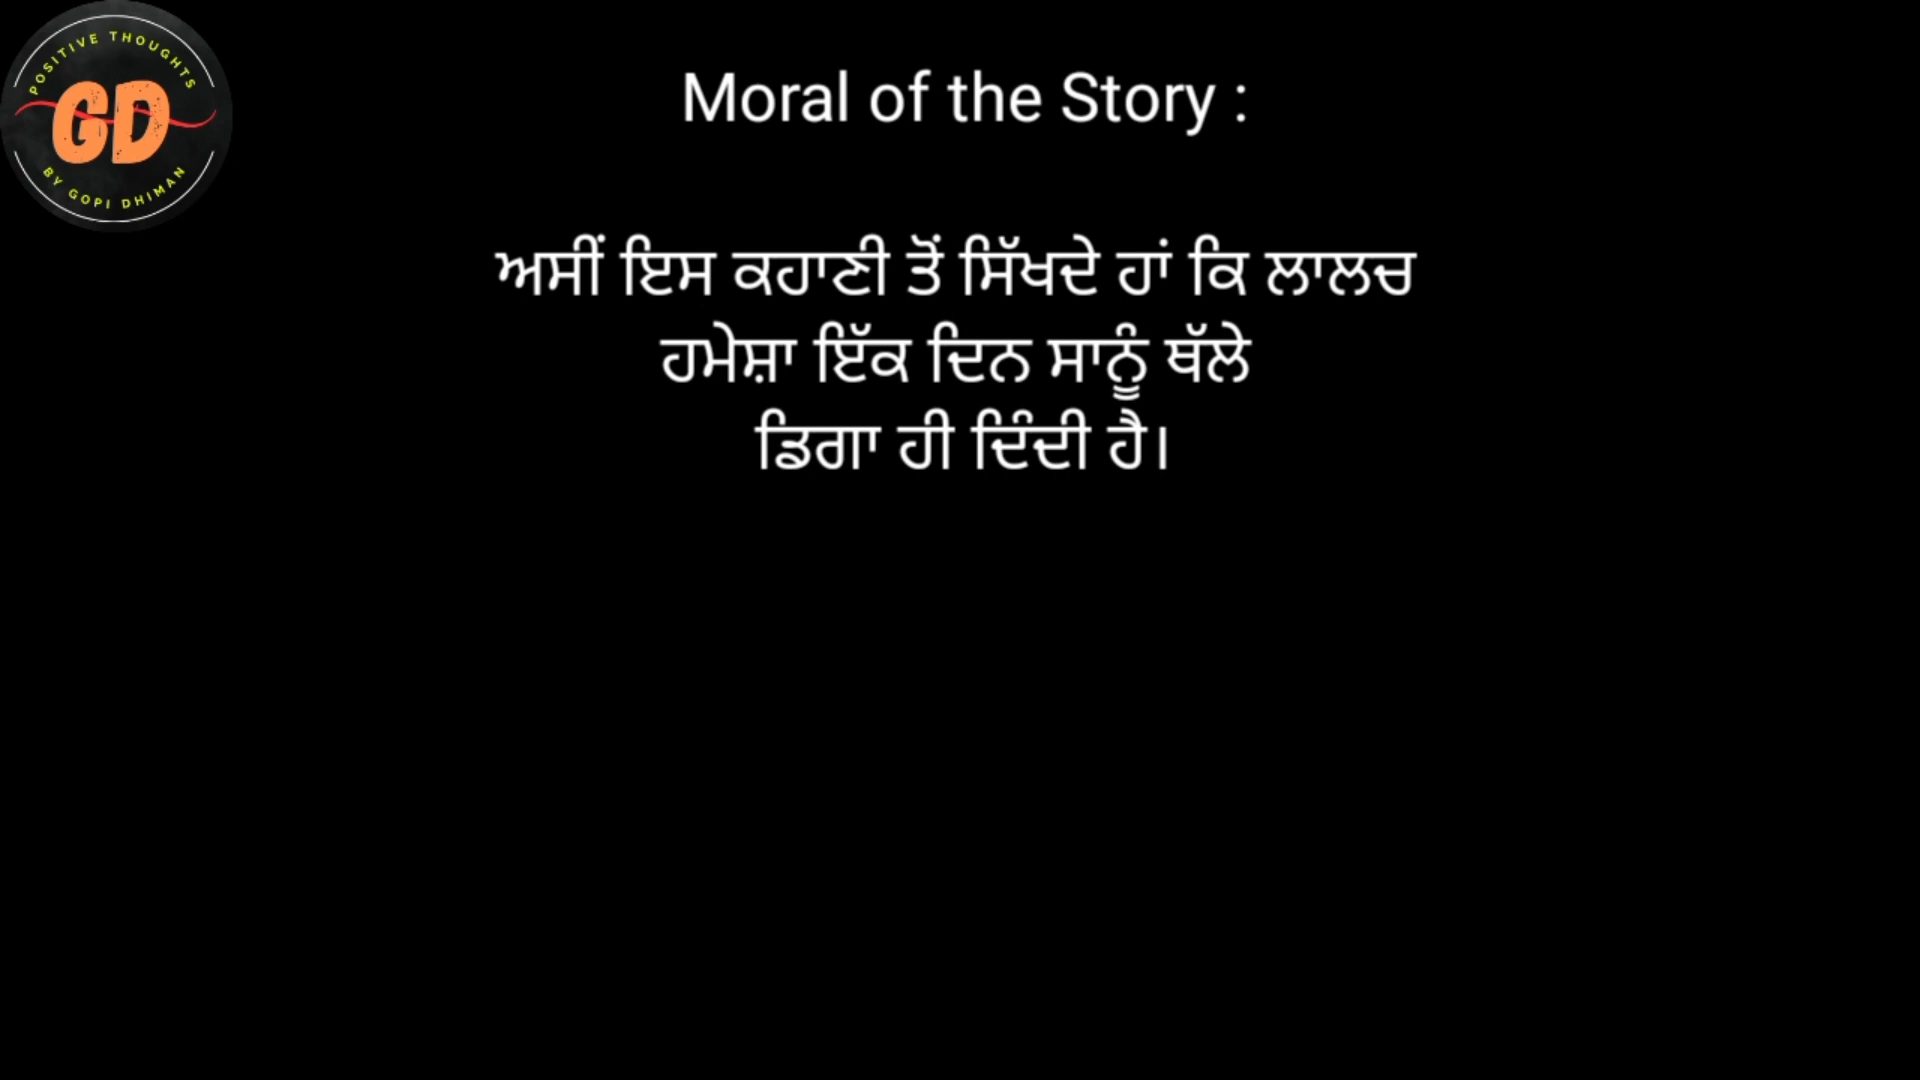 POSITIVE THOUGHTS
GD
BY GOPI DHIMAN
Moral of the Story :
ਅਸੀਂ ਇਸ ਕਹਾਣੀ ਤੋਂ ਸਿੱਖਦੇ ਹਾਂ ਕਿ ਲਾਲਚ
ਹਮੇਸ਼ਾ ਇੱਕ ਦਿਨ ਸਾਨੂੰ ਥੱਲੇ
ਡਿਗਾ ਹੀ ਦਿੰਦੀ ਹੈ।